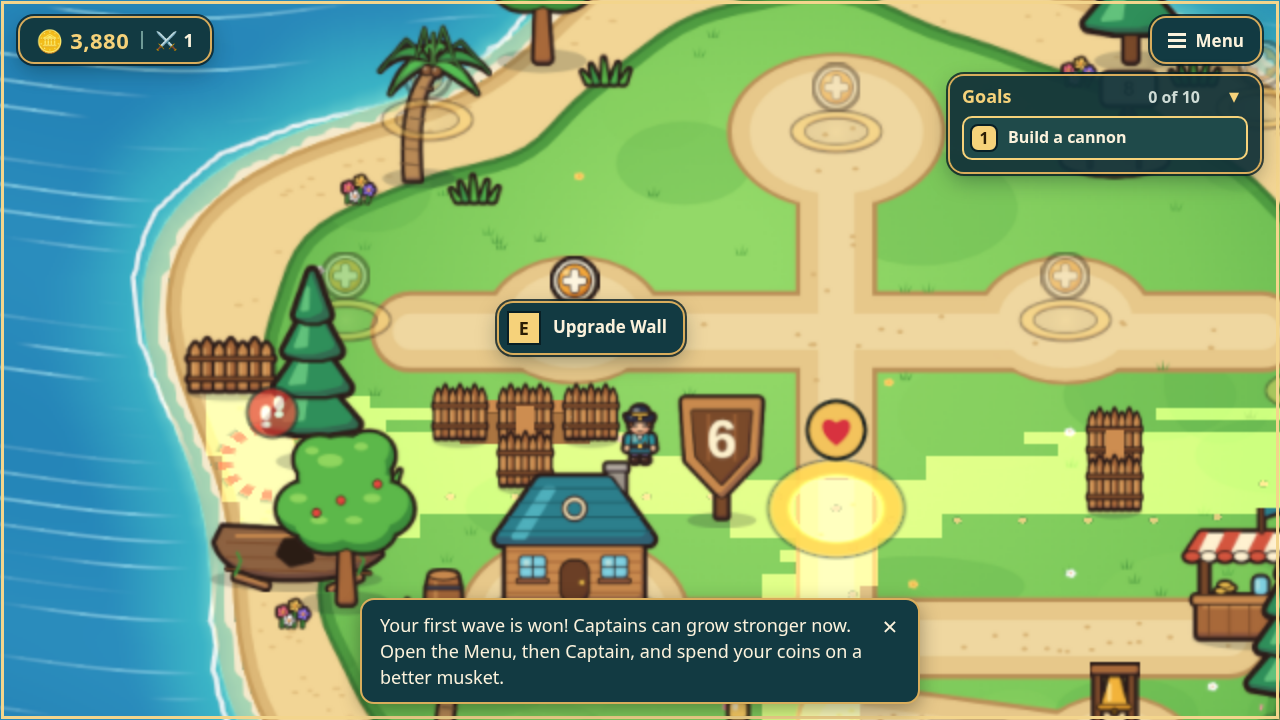 3,880 1
Menu
Goals 0 of 10
1 Build a cannon
E Upgrade Wall
6
Your first wave is won! Captains can grow stronger now.
Open the Menu, then Captain, and spend your coins on a
better musket.